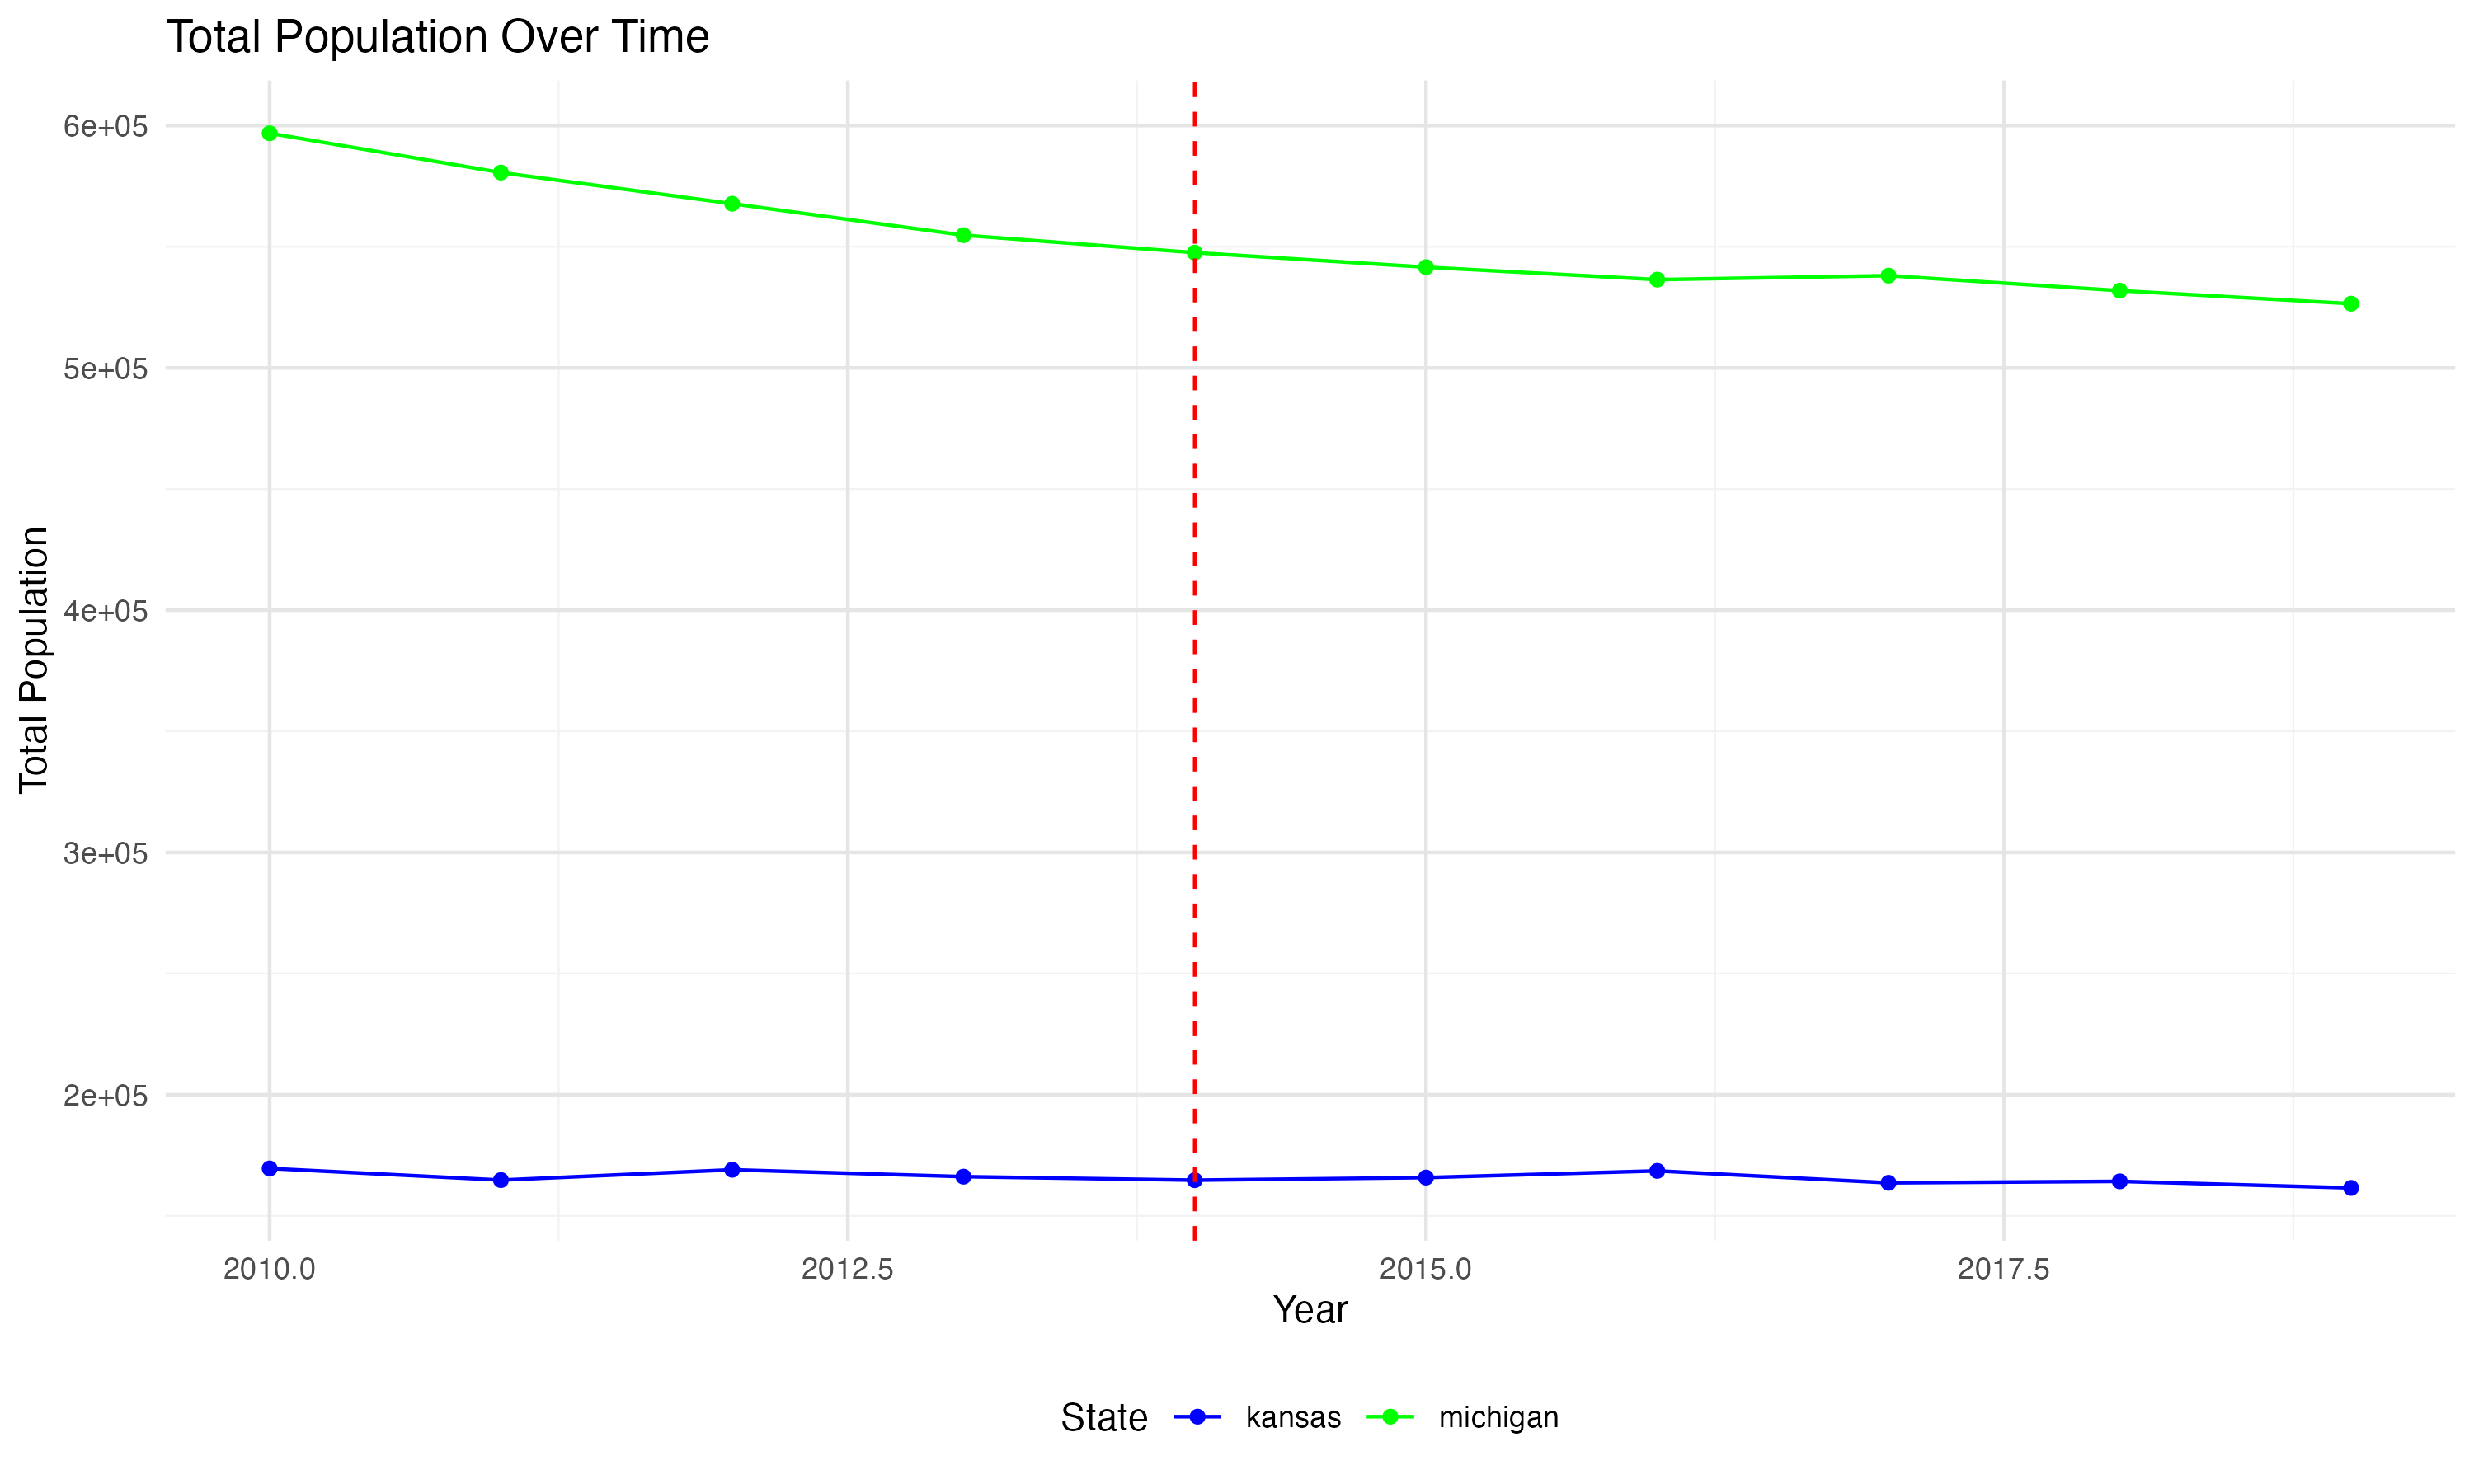 Total Population Over Time
Total Population
6e+05
5e+05
4e+05
3e+05
2e+05
2010.0 2012.5 2015.0 2017.5
Year
State kansas michigan